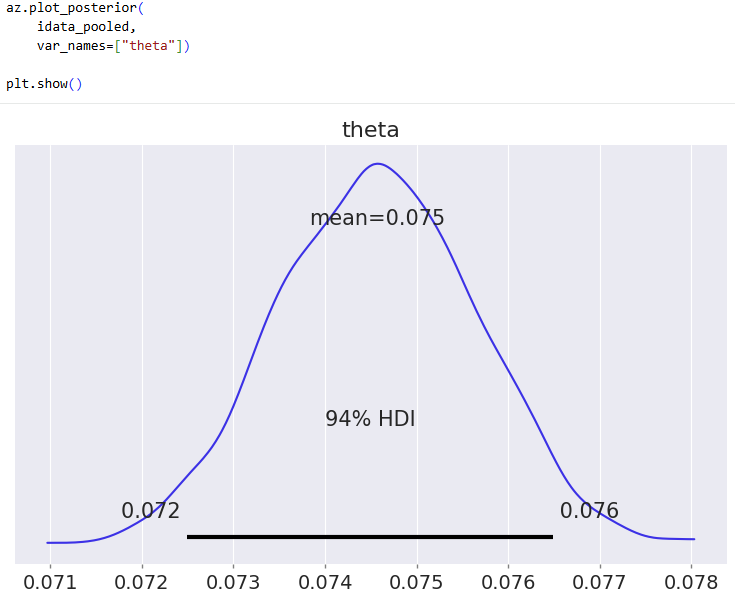 az.plot_posterior(
    idata_pooled,
    var_names=["theta"])
plt.show()
theta
mean=0.075
94% HDI
0.072 0.076
0.071 0.072 0.073 0.074 0.075 0.076 0.077 0.078